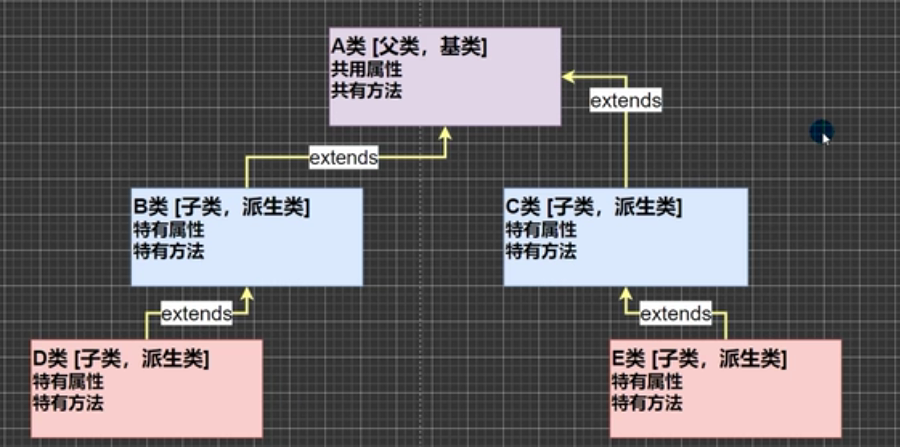 A类 [父类，基类]
共用属性
共有方法
extends
extends
B类 [子类，派生类]
特有属性
特有方法
C类 [子类，派生类]
特有属性
特有方法
extends
extends
D类 [子类，派生类]
特有属性
特有方法
E类 [子类，派生类]
特有属性
特有方法